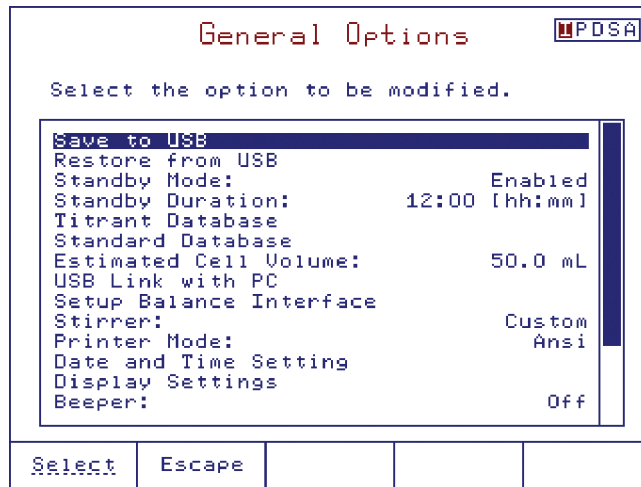 General Options
IPDSA
Select the option to be modified.
Save to USB
Restore from USB
Standby Mode: Enabled
Standby Duration: 12:00 [hh:mm]
Titrant Database
Standard Database
Estimated Cell Volume: 50.0 mL
USB Link with PC
Setup Balance Interface
Stirrer: Custom
Printer Mode: Ansi
Date and Time Setting
Display Settings
Beeper: Off
Select Escape